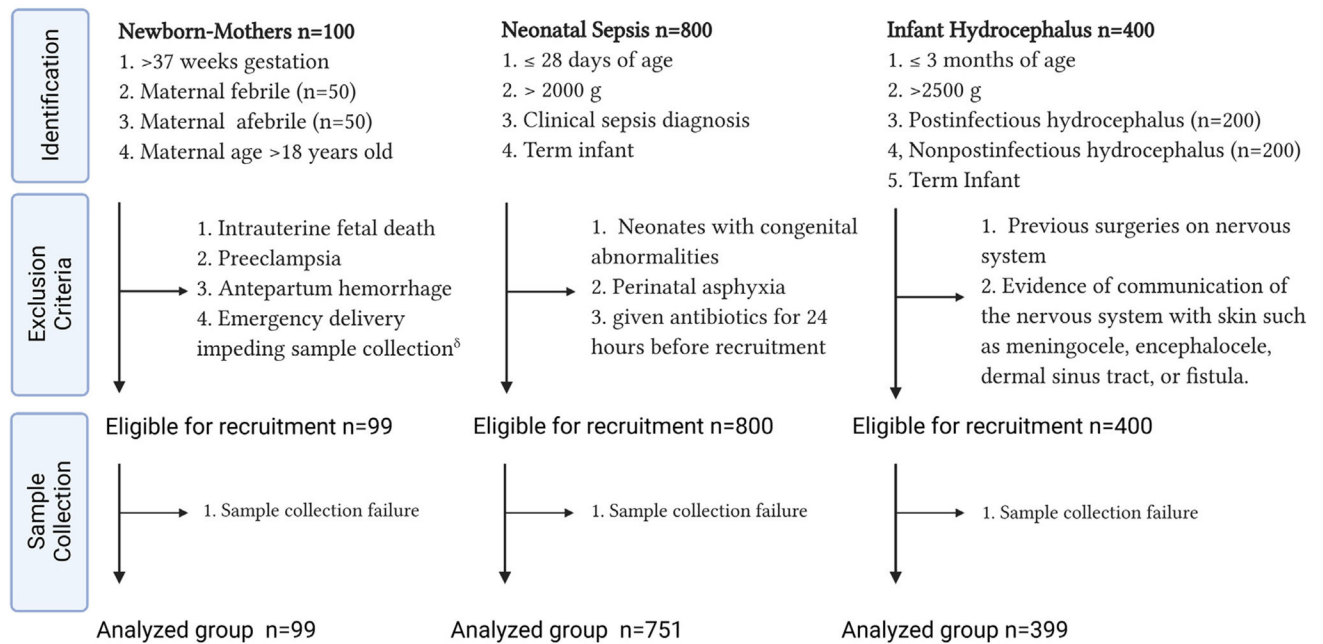 Identification
Newborn-Mothers n=100
1. >37 weeks gestation
2. Maternal febrile (n=50)
3. Maternal afebrile (n=50)
4. Maternal age >18 years old
Neonatal Sepsis n=800
1. ≤ 28 days of age
2. > 2000 g
3. Clinical sepsis diagnosis
4. Term infant
Infant Hydrocephalus n=400
1. ≤ 3 months of age
2. >2500 g
3. Postinfectious hydrocephalus (n=200)
4, Nonpostinfectious hydrocephalus (n=200)
5. Term Infant
Exclusion
Criteria
1. Intrauterine fetal death
2. Preeclampsia
3. Antepartum hemorrhage
4. Emergency delivery
impeding sample collectionᵟ
1. Neonates with congenital
abnormalities
2. Perinatal asphyxia
3. given antibiotics for 24
hours before recruitment
1. Previous surgeries on nervous
system
2. Evidence of communication of
the nervous system with skin such
as meningocele, encephalocele,
dermal sinus tract, or fistula.
Eligible for recruitment n=99
Eligible for recruitment n=800
Eligible for recruitment n=400
Sample
Collection
1. Sample collection failure
1. Sample collection failure
1. Sample collection failure
Analyzed group n=99
Analyzed group n=751
Analyzed group n=399